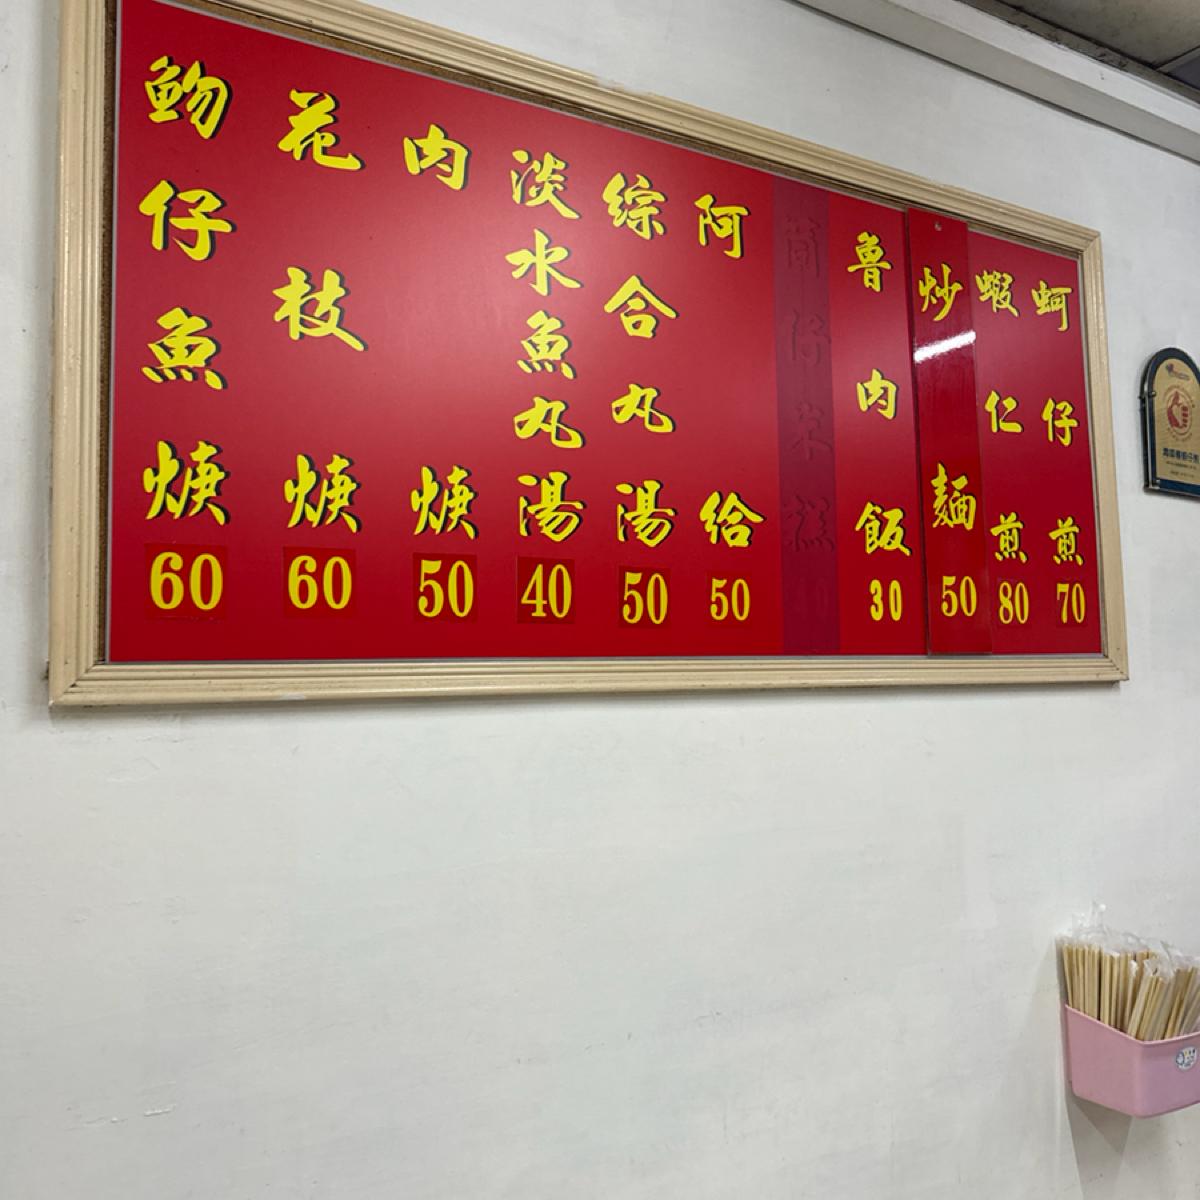 蚵仔煎 70
蝦仁煎 80
炒麵 50
魯肉飯 30
阿給 50
綜合丸湯 50
淡水魚丸湯 40
肉焿 50
花枝焿 60
魩仔魚焿 60